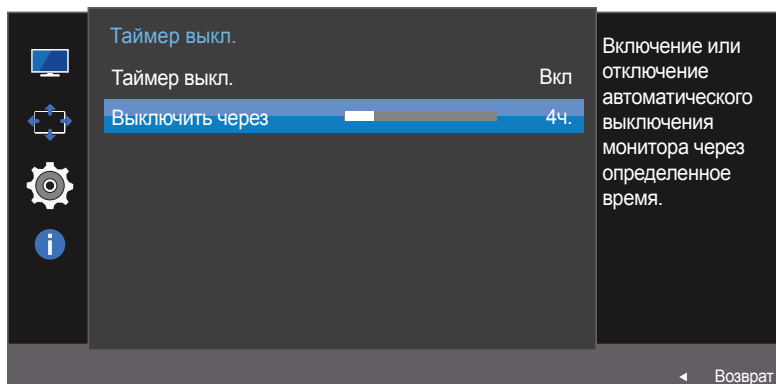 Таймер выкл.
Таймер выкл. Вкл
Выключить через 4ч.
Включение или
отключение
автоматического
выключения
монитора через
определенное
время.
Возврат